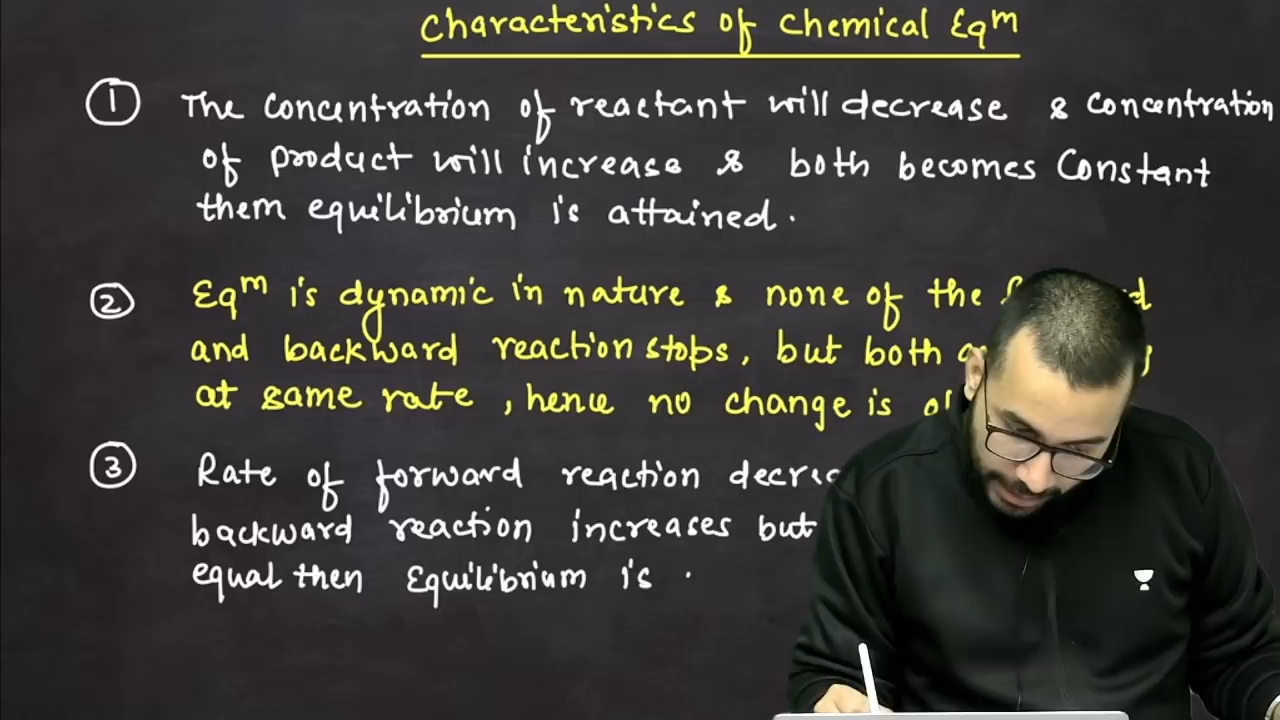 Characteristics of Chemical Eqm
① The concentration of reactant will decrease & concentration
of product will increase & both becomes Constant
them equilibrium is attained.
② Eqm is dynamic in nature & none of the
and backward reaction stops, but both
at same rate, hence no change is
③ Rate of forward reaction
backward reaction increases but
equal then Equilibrium is